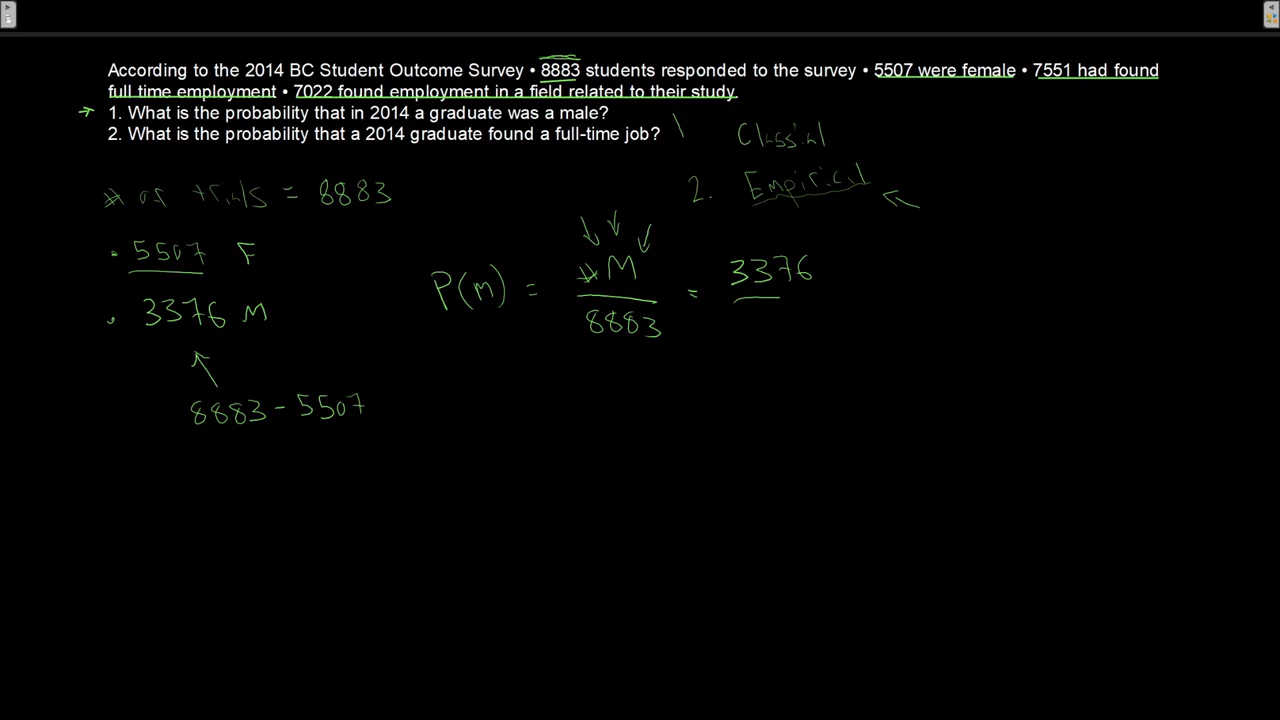 According to the 2014 BC Student Outcome Survey • 8883 students responded to the survey • 5507 were female • 7551 had found
full time employment • 7022 found employment in a field related to their study.
1. What is the probability that in 2014 a graduate was a male?
2. What is the probability that a 2014 graduate found a full-time job?
1 Classical
2. Empirical
# of trials = 8883
• 5507 F
• 3376 M
8883 - 5507
P(m) = #M / 8883 = 3376